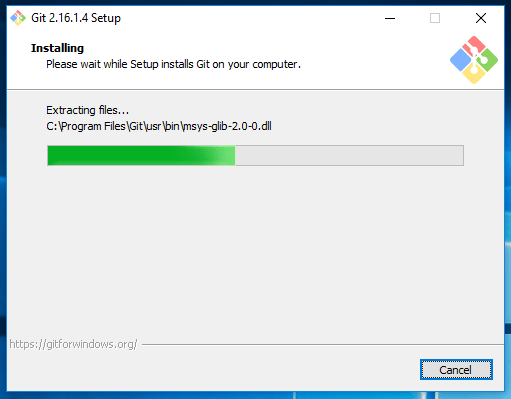 Git 2.16.1.4 Setup
Installing
Please wait while Setup installs Git on your computer.
Extracting files...
C:\Program Files\Git\usr\bin\msys-glib-2.0-0.dll
https://gitforwindows.org/
Cancel